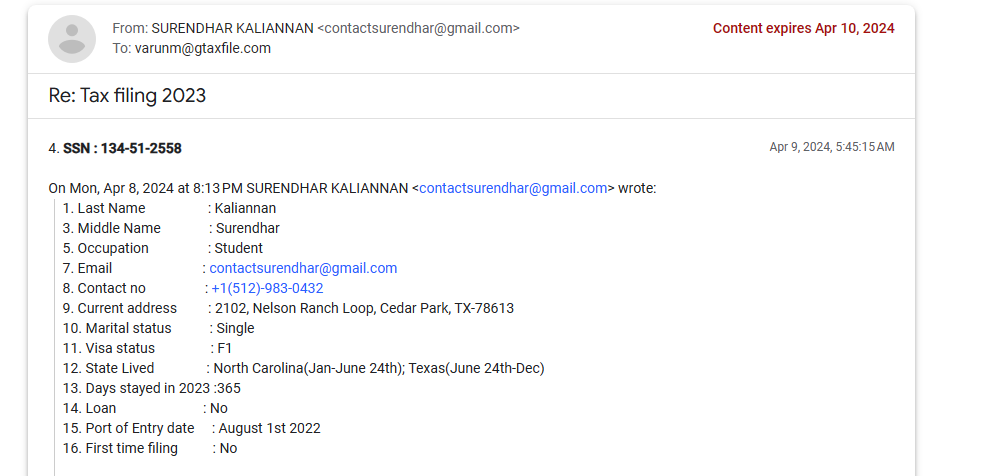 From: SURENDHAR KALIANNAN <contactsurendhar@gmail.com>
Content expires Apr 10, 2024
To: varunm@gtaxfile.com
Re: Tax filing 2023
4. SSN : 134-51-2558
Apr 9, 2024, 5:45:15 AM
On Mon, Apr 8, 2024 at 8:13 PM SURENDHAR KALIANNAN <contactsurendhar@gmail.com> wrote:
1. Last Name : Kaliannan
3. Middle Name : Surendhar
5. Occupation : Student
7. Email : contactsurendhar@gmail.com
8. Contact no : +1(512)-983-0432
9. Current address : 2102, Nelson Ranch Loop, Cedar Park, TX-78613
10. Marital status : Single
11. Visa status : F1
12. State Lived : North Carolina(Jan-June 24th); Texas(June 24th-Dec)
13. Days stayed in 2023 :365
14. Loan : No
15. Port of Entry date : August 1st 2022
16. First time filing : No